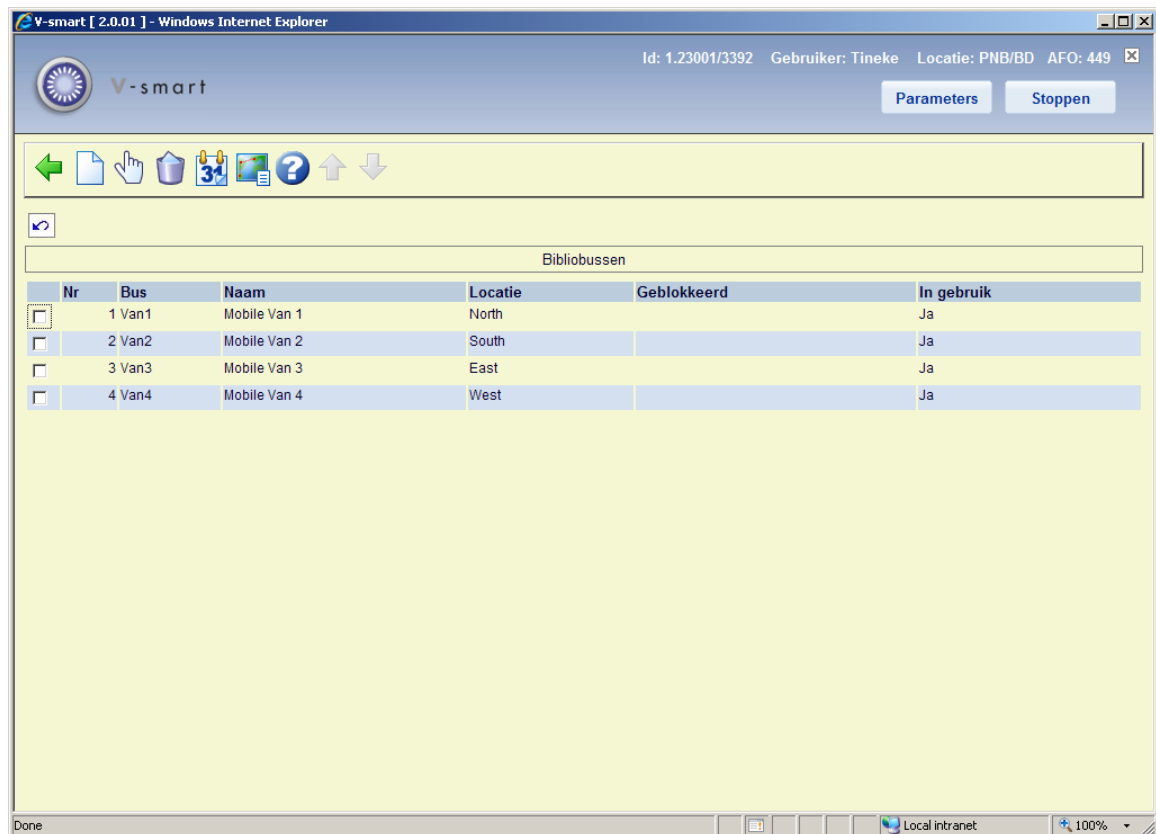 V-smart [ 2.0.01 ] - Windows Internet Explorer
Id: 1.23001/3392 Gebruiker: Tineke Locatie: PNB/BD AFO: 449
V-smart
Parameters Stoppen
31
Bibliobussen
Nr Bus Naam Locatie Geblokkeerd In gebruik
1 Van1 Mobile Van 1 North Ja
2 Van2 Mobile Van 2 South Ja
3 Van3 Mobile Van 3 East Ja
4 Van4 Mobile Van 4 West Ja
Done Local intranet 100%